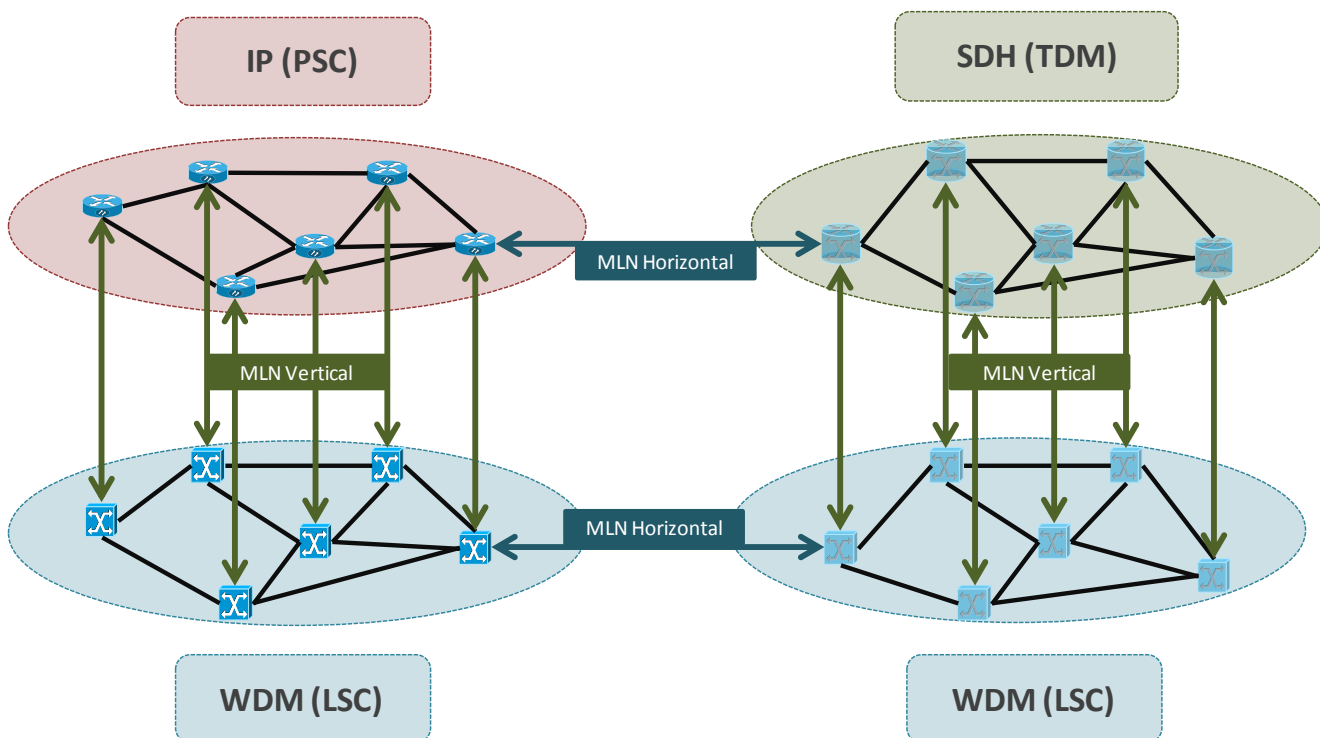 IP (PSC)
SDH (TDM)
MLN Horizontal
MLN Vertical
MLN Vertical
MLN Horizontal
WDM (LSC)
WDM (LSC)